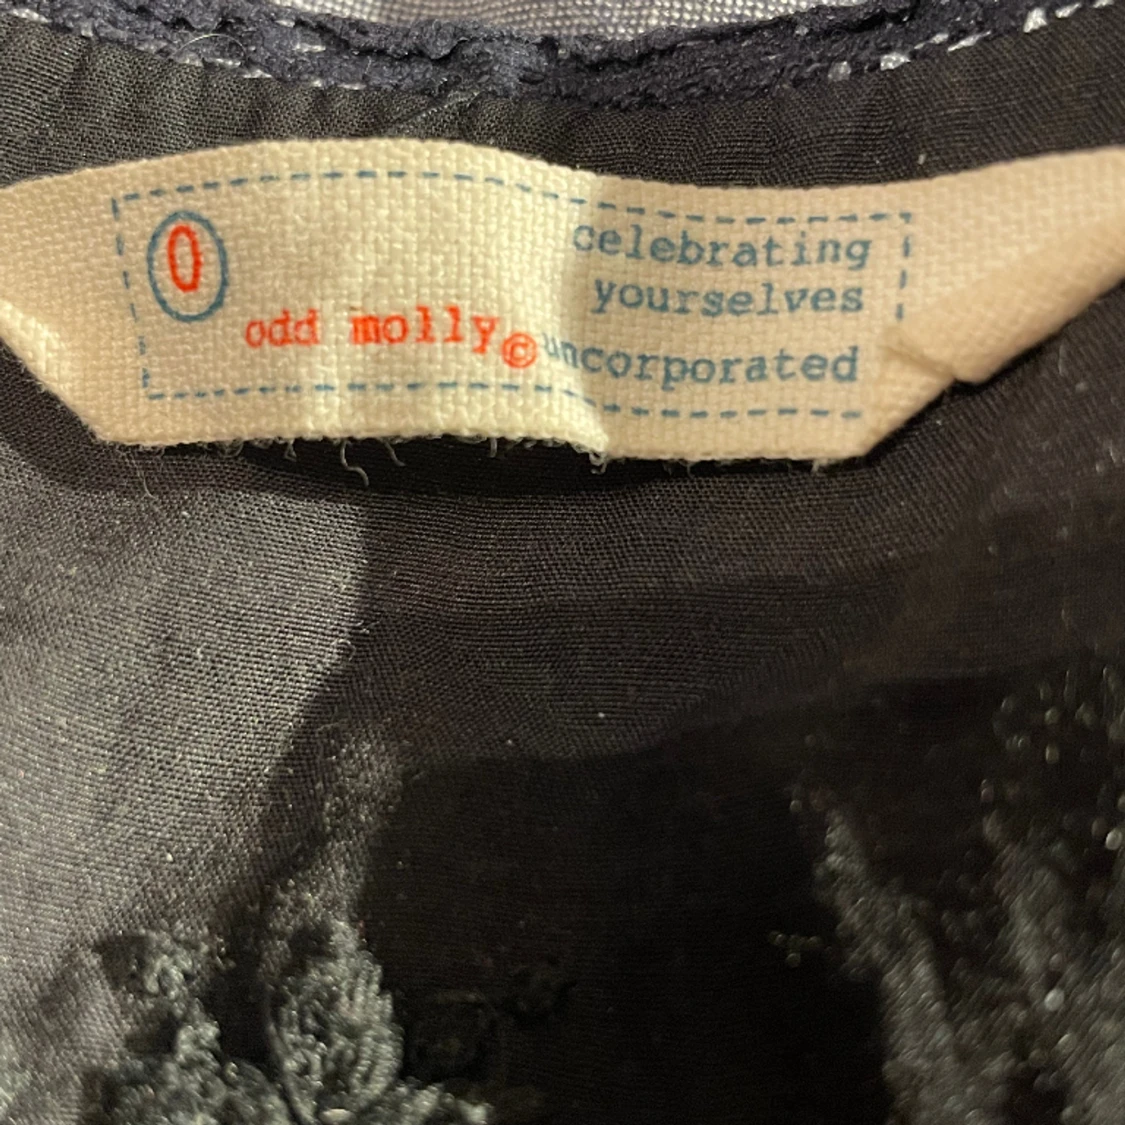 0
odd molly©
celebrating
yourselves
uncorporated